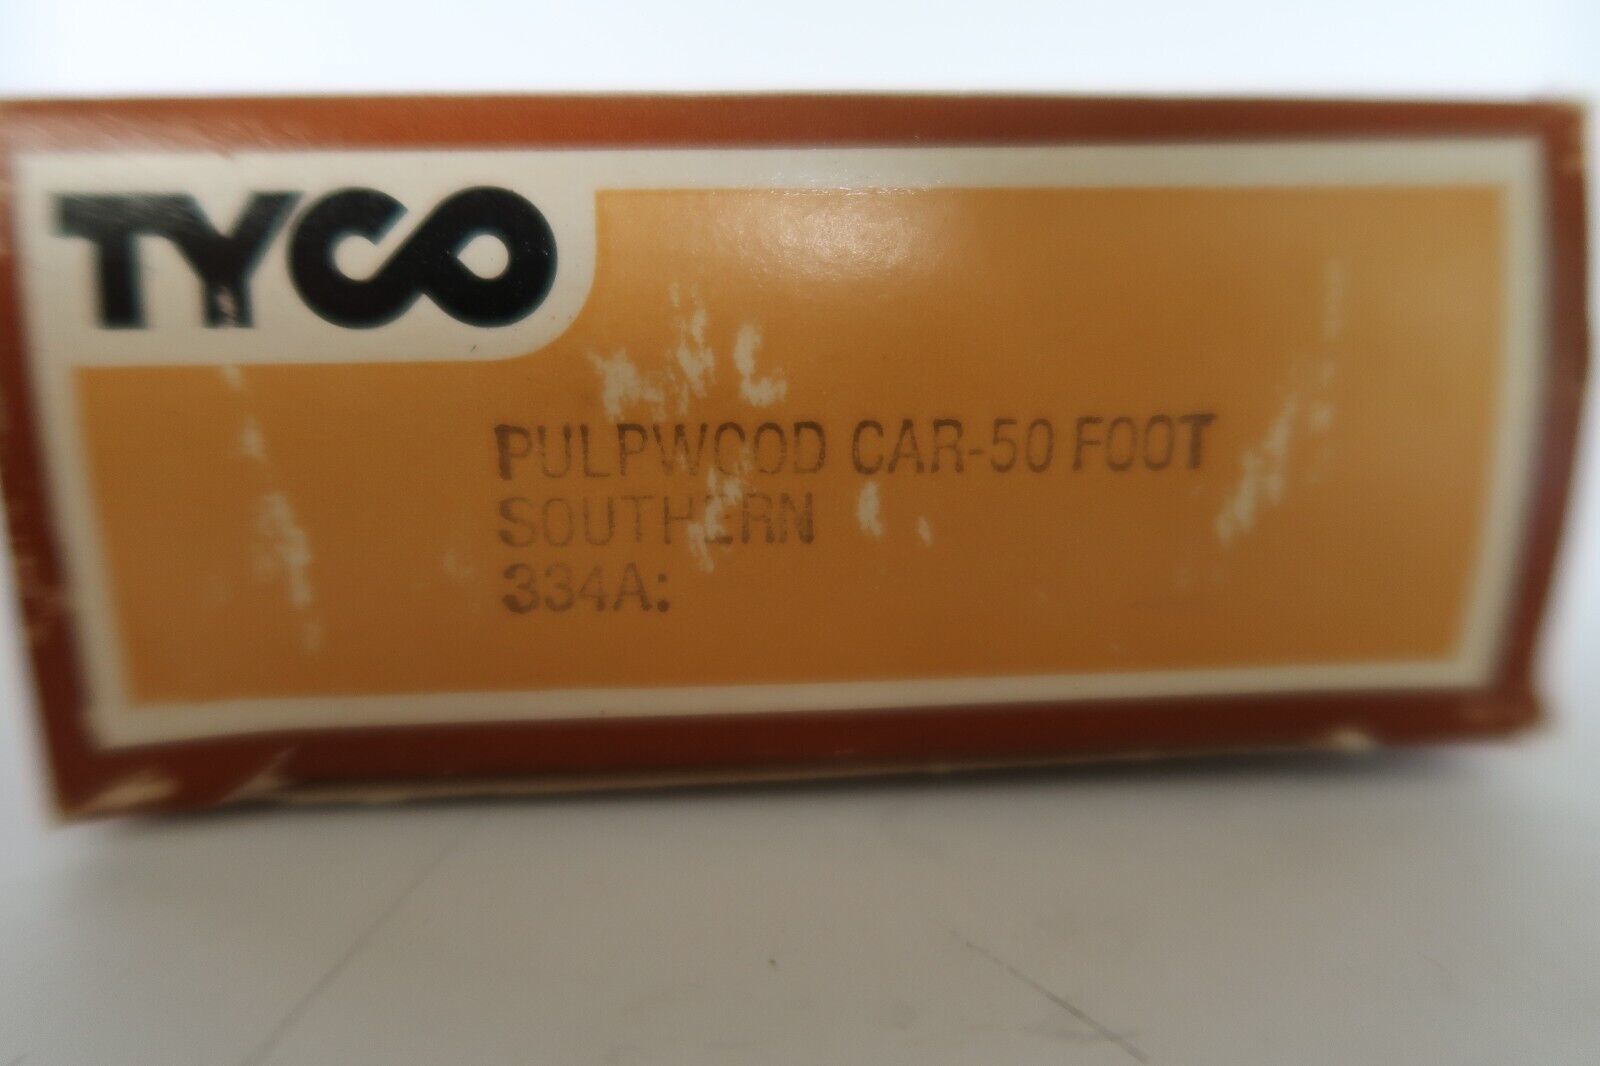 TYCO
PULPWOOD CAR-50 FOOT
SOUTHERN
334A: